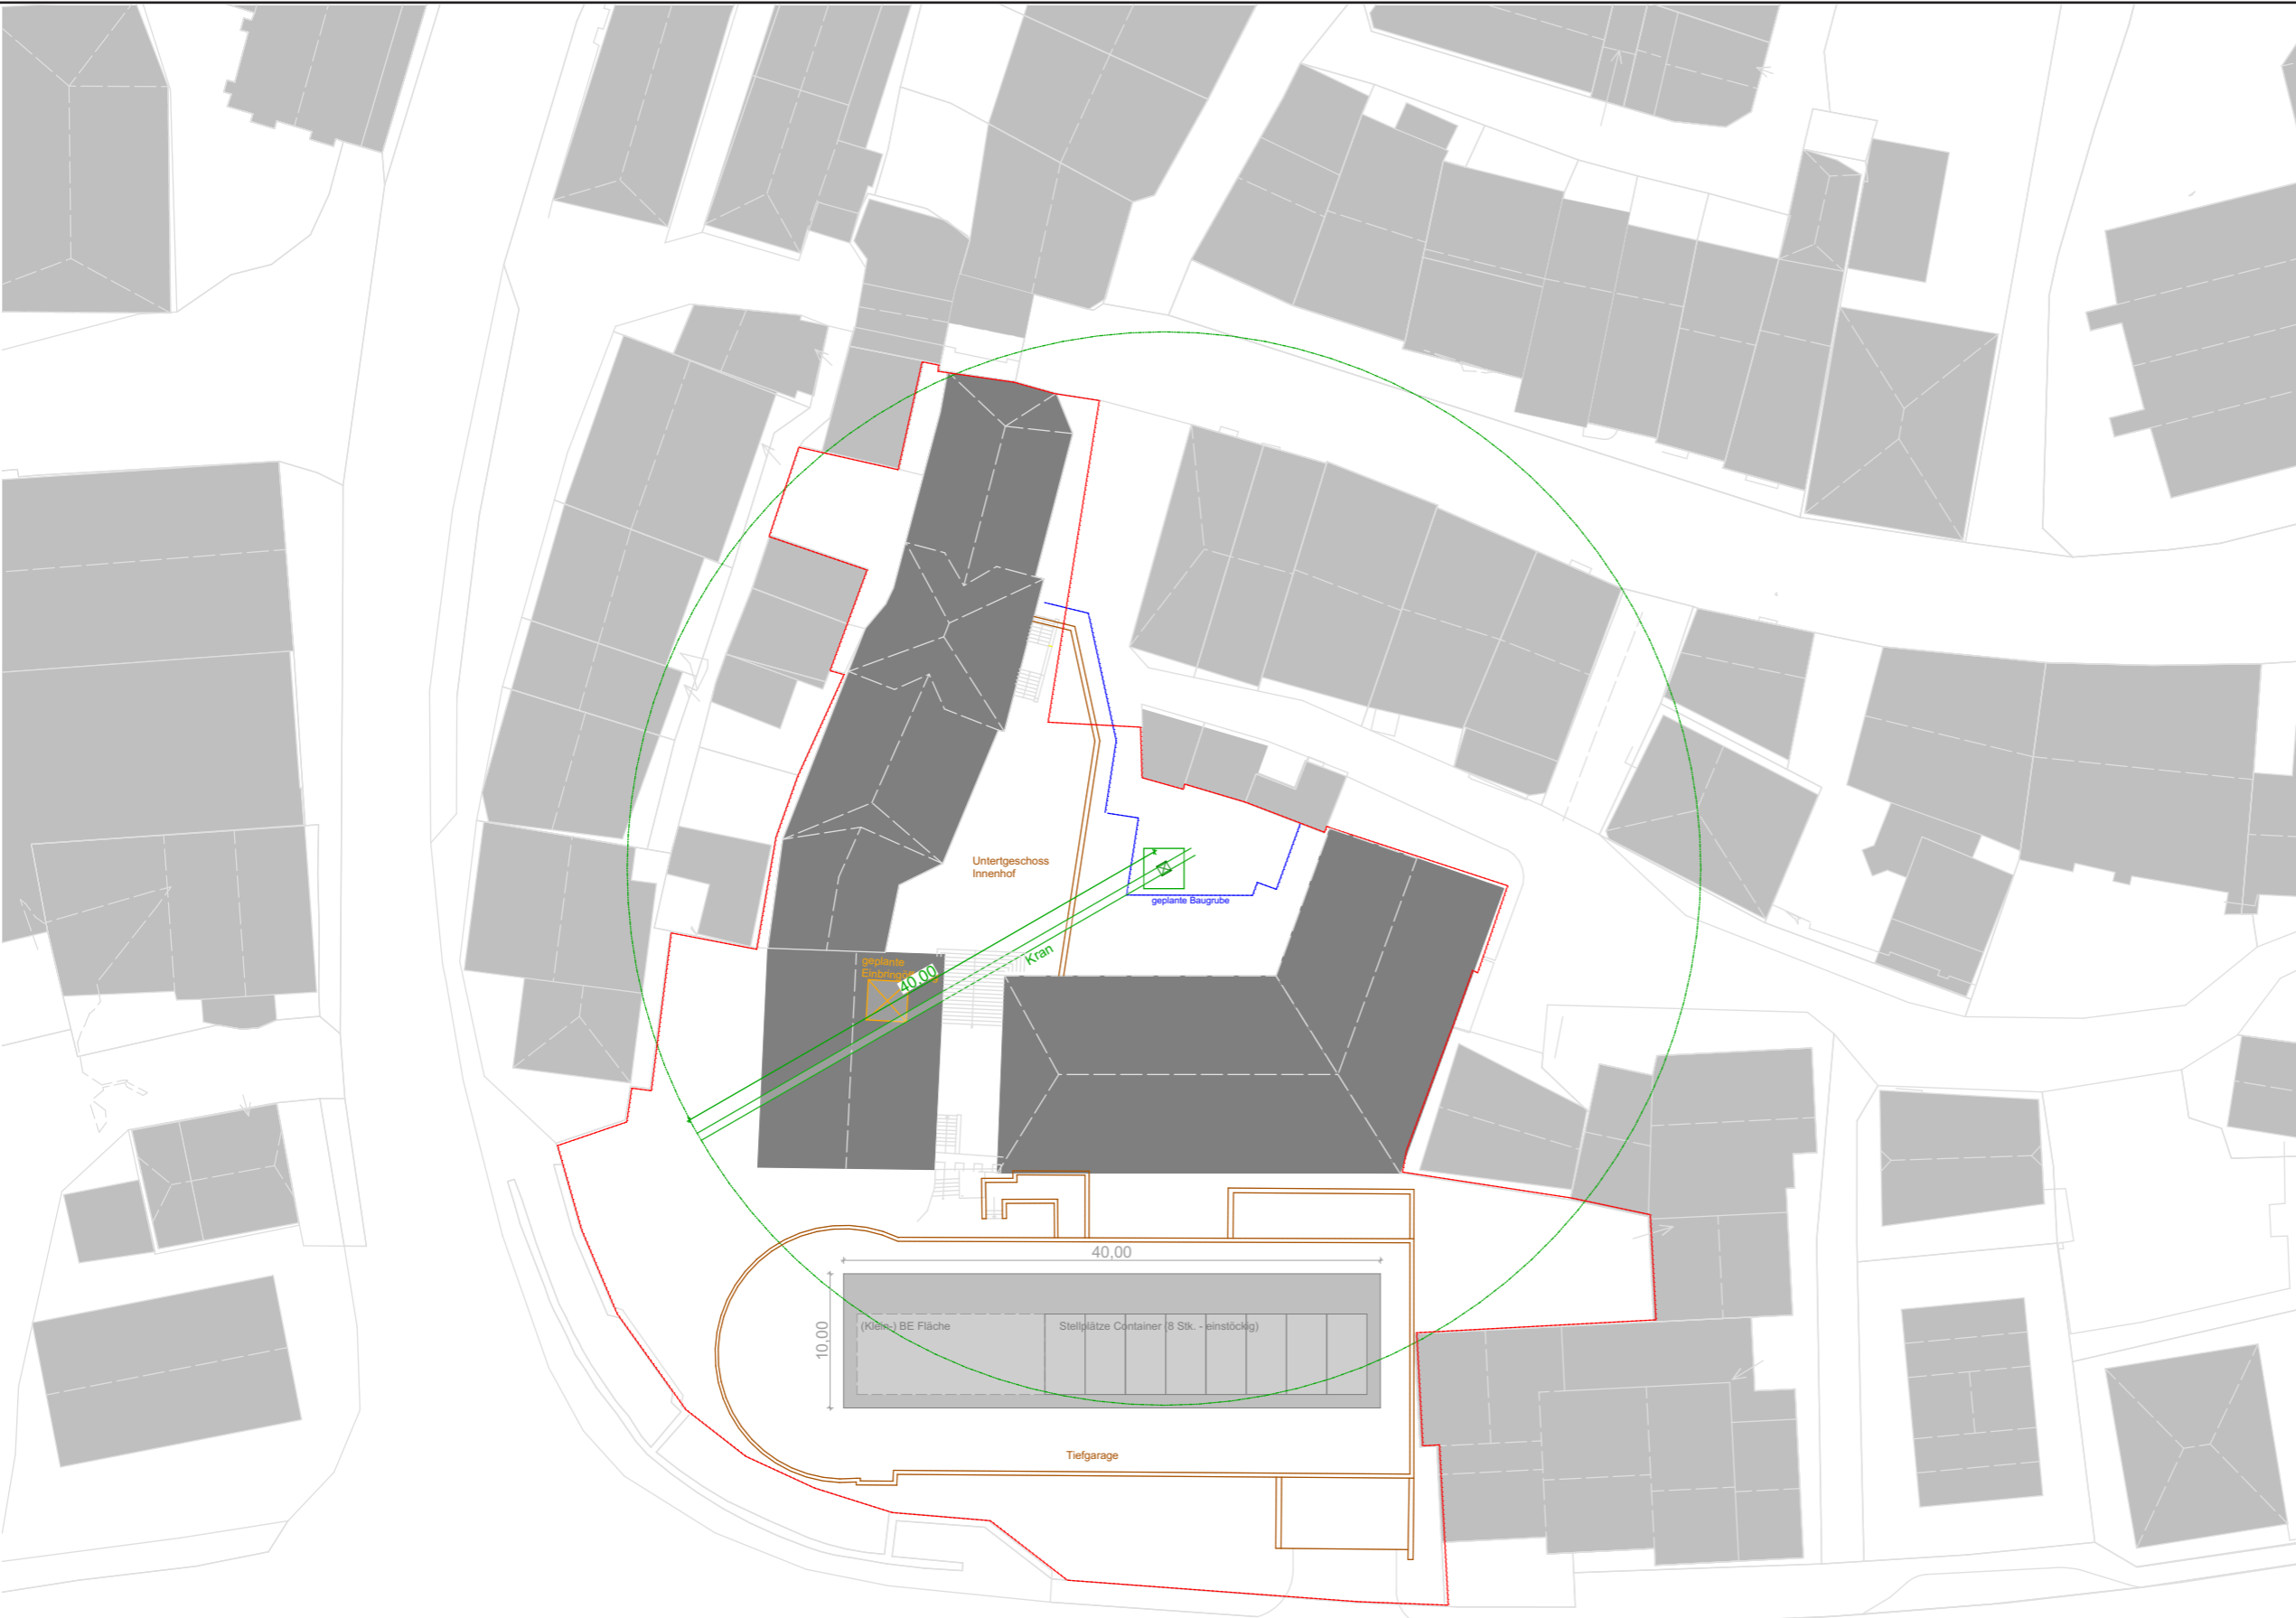 Untertgeschoss
Innenhof
geplante Baugrube
Kran
geplante
40,00
40,00
10,00
(Klein-) BE Fläche
Stellplätze Container (8 Stk. - einstöckig)
Tiefgarage